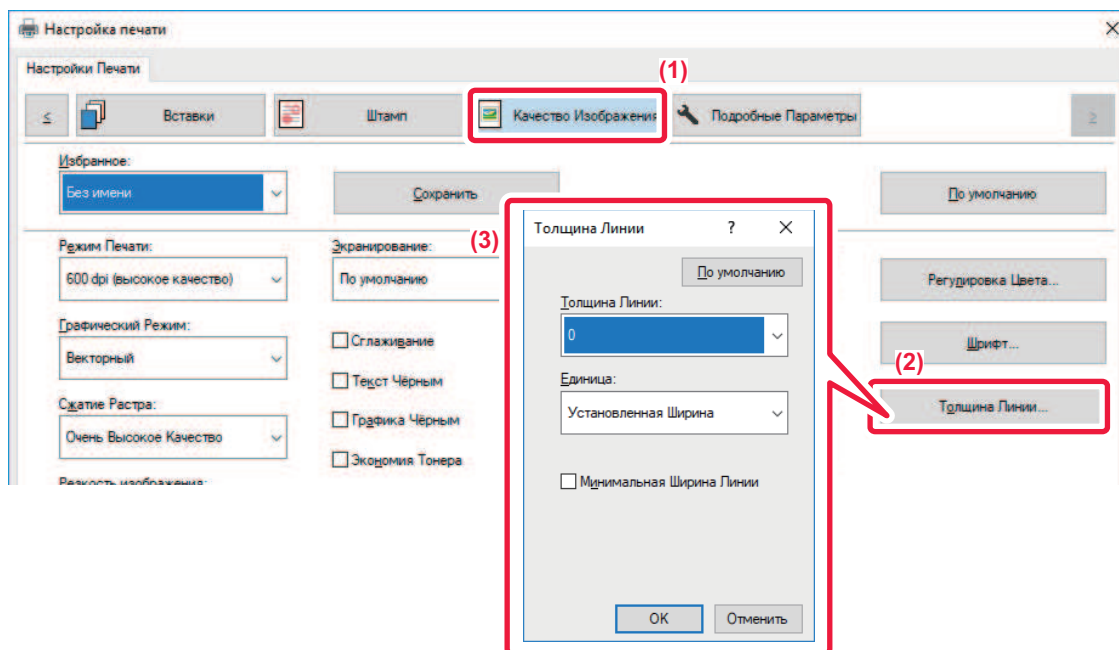 Настройка печати
Настройки Печати
(1)
<
Вставки
Штамп
Качество Изображения
Подробные Параметры
>
Избранное:
Без имени
Сохранить
По умолчанию
Режим Печати:
600 dpi (высокое качество)
Экранирование:
По умолчанию
Регулировка Цвета...
Графический Режим:
Векторный
Сглаживание
Текст Чёрным
Шрифт...
Сжатие Растра:
Очень Высокое Качество
Графика Чёрным
Экономия Тонера
(2)
Толщина Линии...
Резкость изображения:
(3)
Толщина Линии
?
По умолчанию
Толщина Линии:
0
Единица:
Установленная Ширина
Минимальная Ширина Линии
OK
Отменить